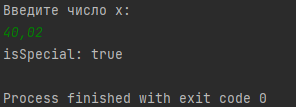 Введите число x:
40,02
isSpecial: true
Process finished with exit code 0